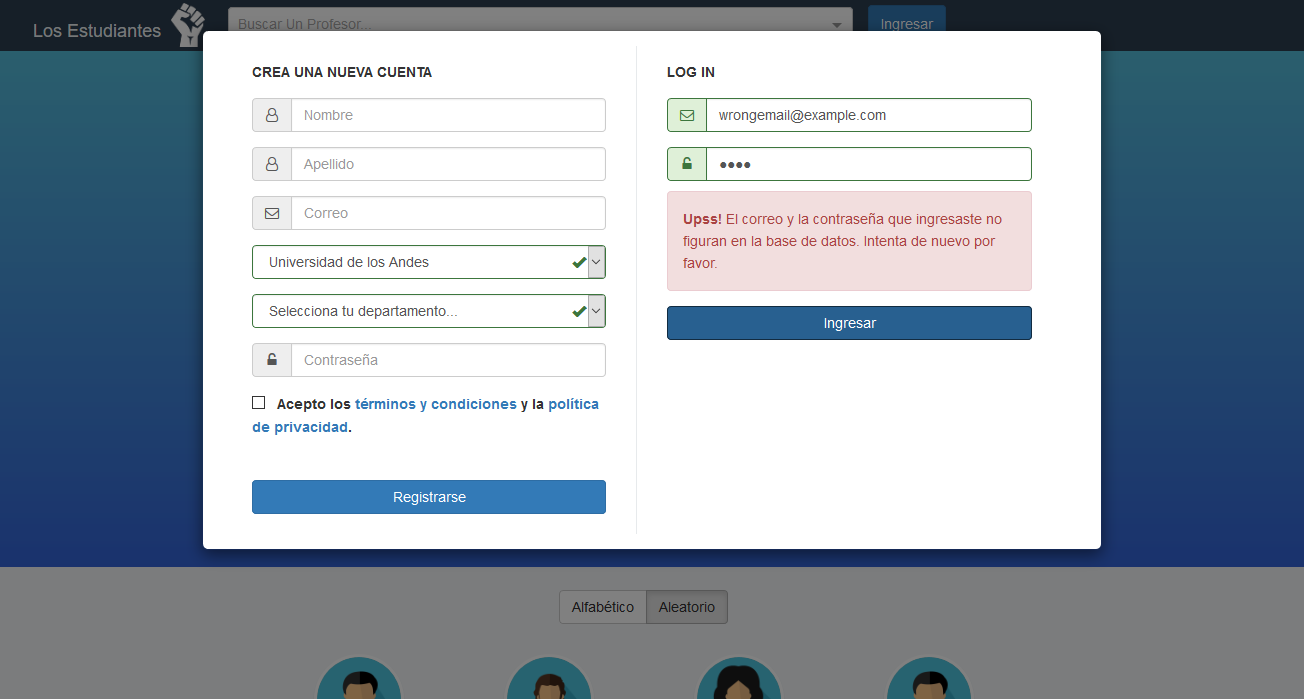 Los Estudiantes
Buscar Un Profesor...
Ingresar
CREA UNA NUEVA CUENTA
Nombre
Apellido
Correo
Universidad de los Andes
Selecciona tu departamento...
Contraseña
Acepto los términos y condiciones y la política
de privacidad.
Registrarse
LOG IN
wrongemail@example.com
Upss! El correo y la contraseña que ingresaste no
figuran en la base de datos. Intenta de nuevo por
favor.
Ingresar
Alfabético
Aleatorio